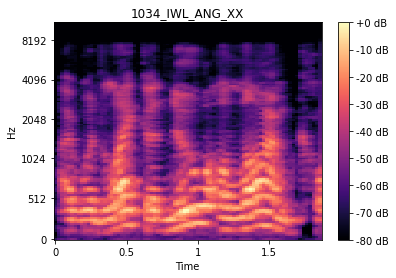 1034_IWL_ANG_XX
+0 dB
8192
-10 dB
4096
-20 dB
-30 dB
2048
Hz
-40 dB
1024
-50 dB
512
-60 dB
-70 dB
0
-80 dB
0 0.5 1 1.5
Time